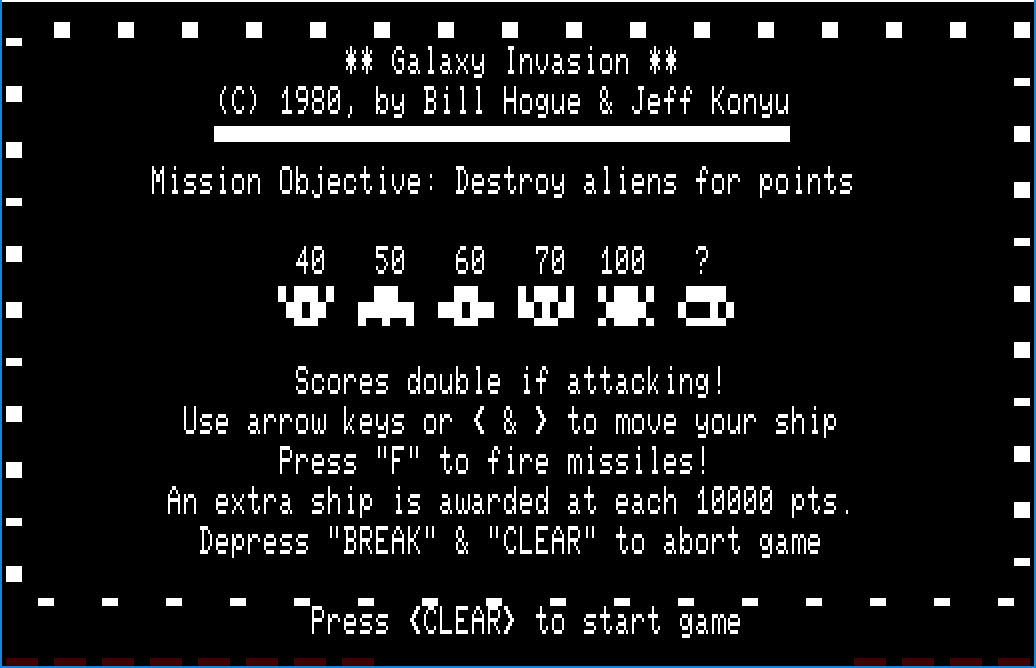 ** Galaxy Invasion **
(C) 1980, by Bill Hogue & Jeff Konyu
Mission Objective: Destroy aliens for points
40 50 60 70 100 ?
Scores double if attacking!
Use arrow keys or < & > to move your ship
Press "F" to fire missiles!
An extra ship is awarded at each 10000 pts.
Depress "BREAK" & "CLEAR" to abort game
Press <CLEAR> to start game